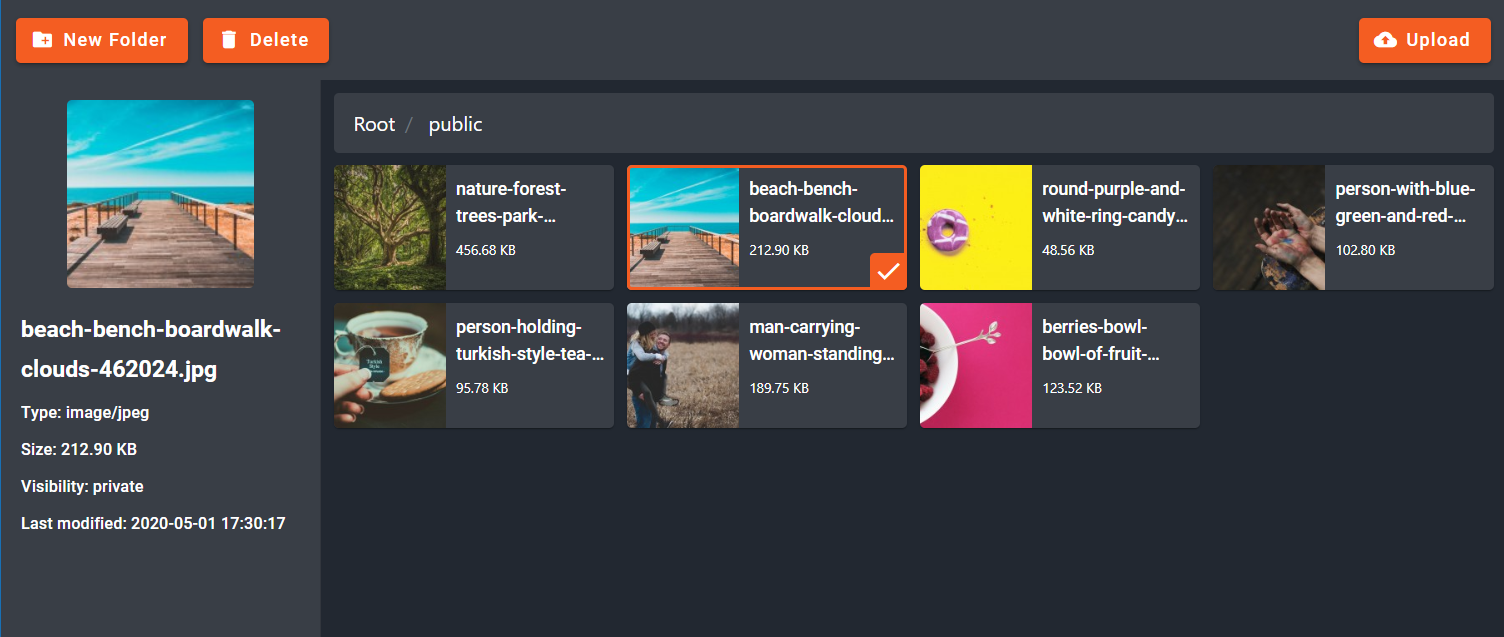 New Folder
Delete
Upload
Root / public
beach-bench-boardwalk-
clouds-462024.jpg
Type: image/jpeg
Size: 212.90 KB
Visibility: private
Last modified: 2020-05-01 17:30:17
nature-forest-
trees-park-...
456.68 KB
beach-bench-
boardwalk-cloud...
212.90 KB
round-purple-and-
white-ring-candy...
48.56 KB
person-with-blue-
green-and-red-...
102.80 KB
person-holding-
turkish-style-tea-...
95.78 KB
man-carrying-
woman-standing...
189.75 KB
berries-bowl-
bowl-of-fruit-...
123.52 KB